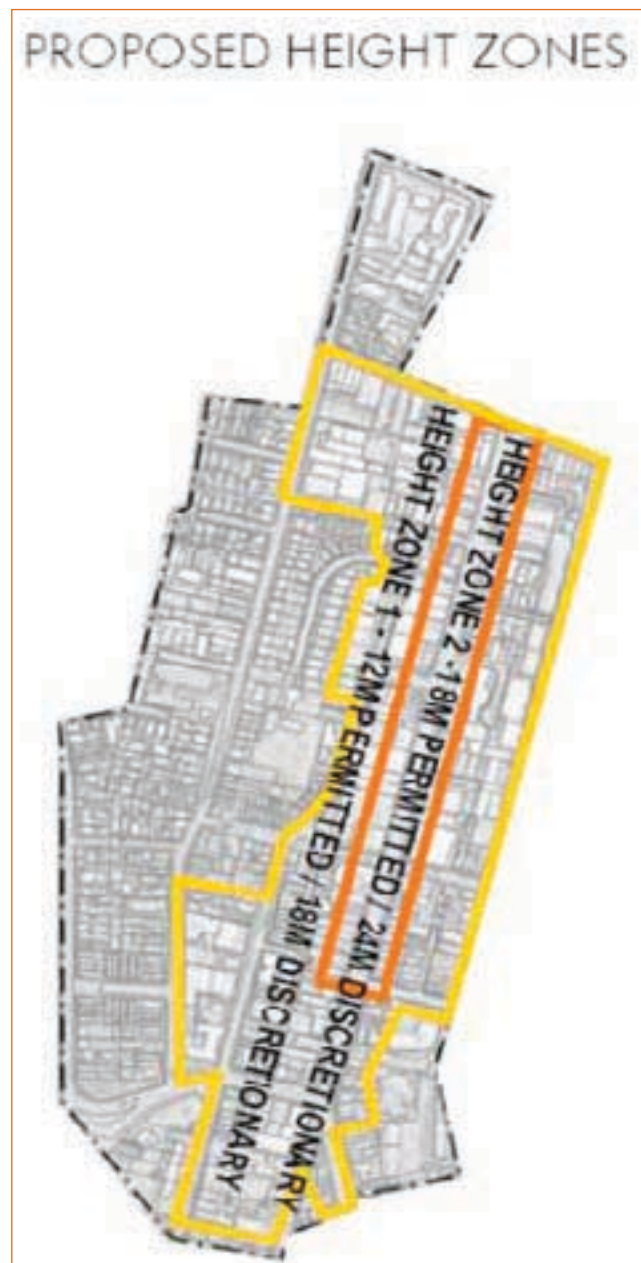 PROPOSED HEIGHT ZONES
HEIGHT ZONE 1 - 12M PERMITTED / 18M DISCRETIONARY
HEIGHT ZONE 2 -18M PERMITTED / 24M DISCRETIONARY